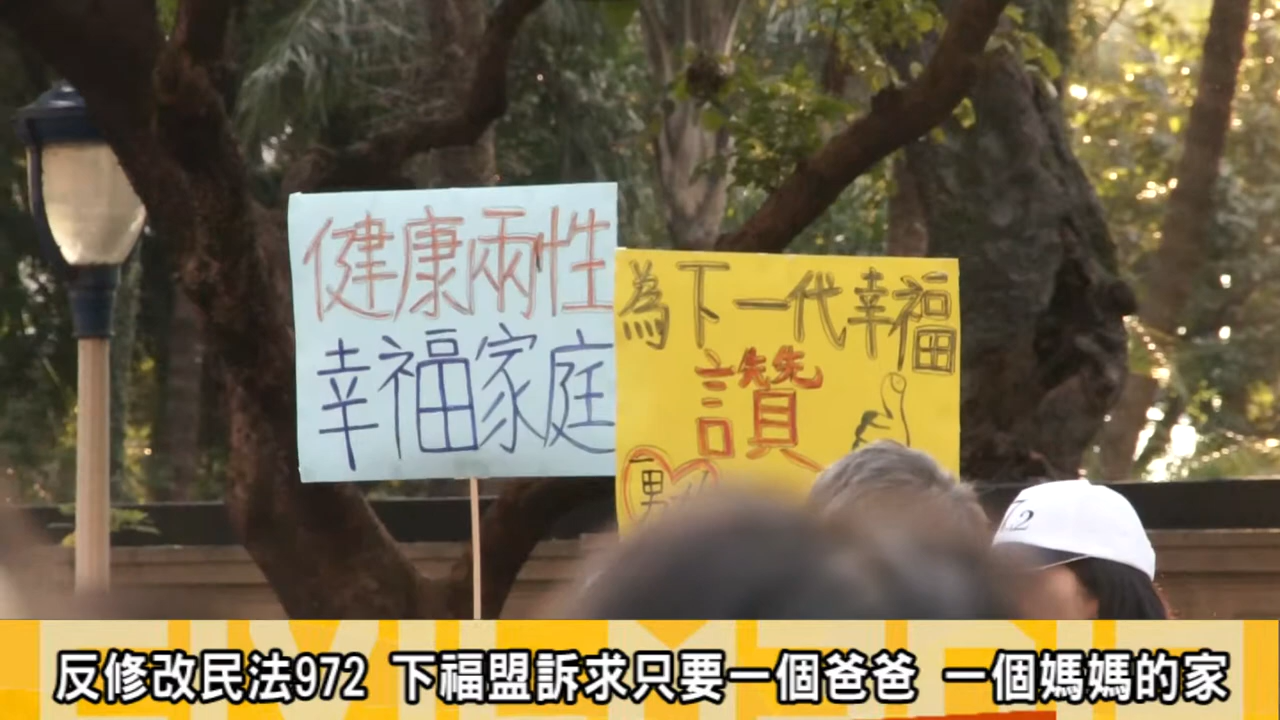 健康兩性
幸福家庭
為下一代幸福
讚
男
反修改民法972 下福盟訴求只要一個爸爸 一個媽媽的家